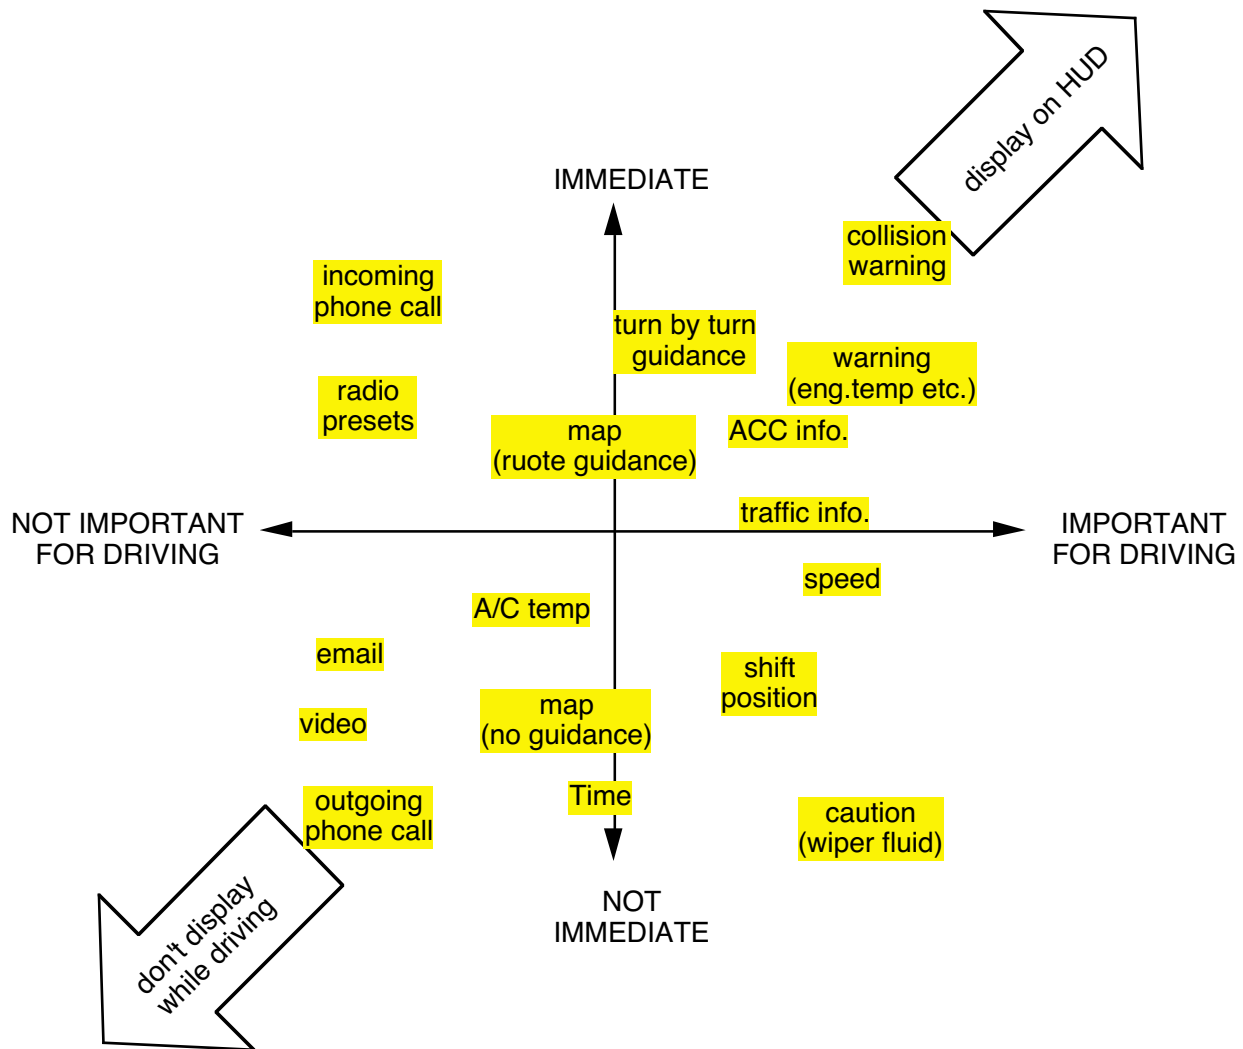 display on HUD
IMMEDIATE
collision
warning
incoming
phone call
turn by turn
guidance
warning
(eng.temp etc.)
radio
presets
map
(ruote guidance)
ACC info.
traffic info.
NOT IMPORTANT
FOR DRIVING
IMPORTANT
FOR DRIVING
speed
A/C temp
email
shift
position
video
map
(no guidance)
Time
outgoing
phone call
caution
(wiper fluid)
NOT
IMMEDIATE
don't display
while driving